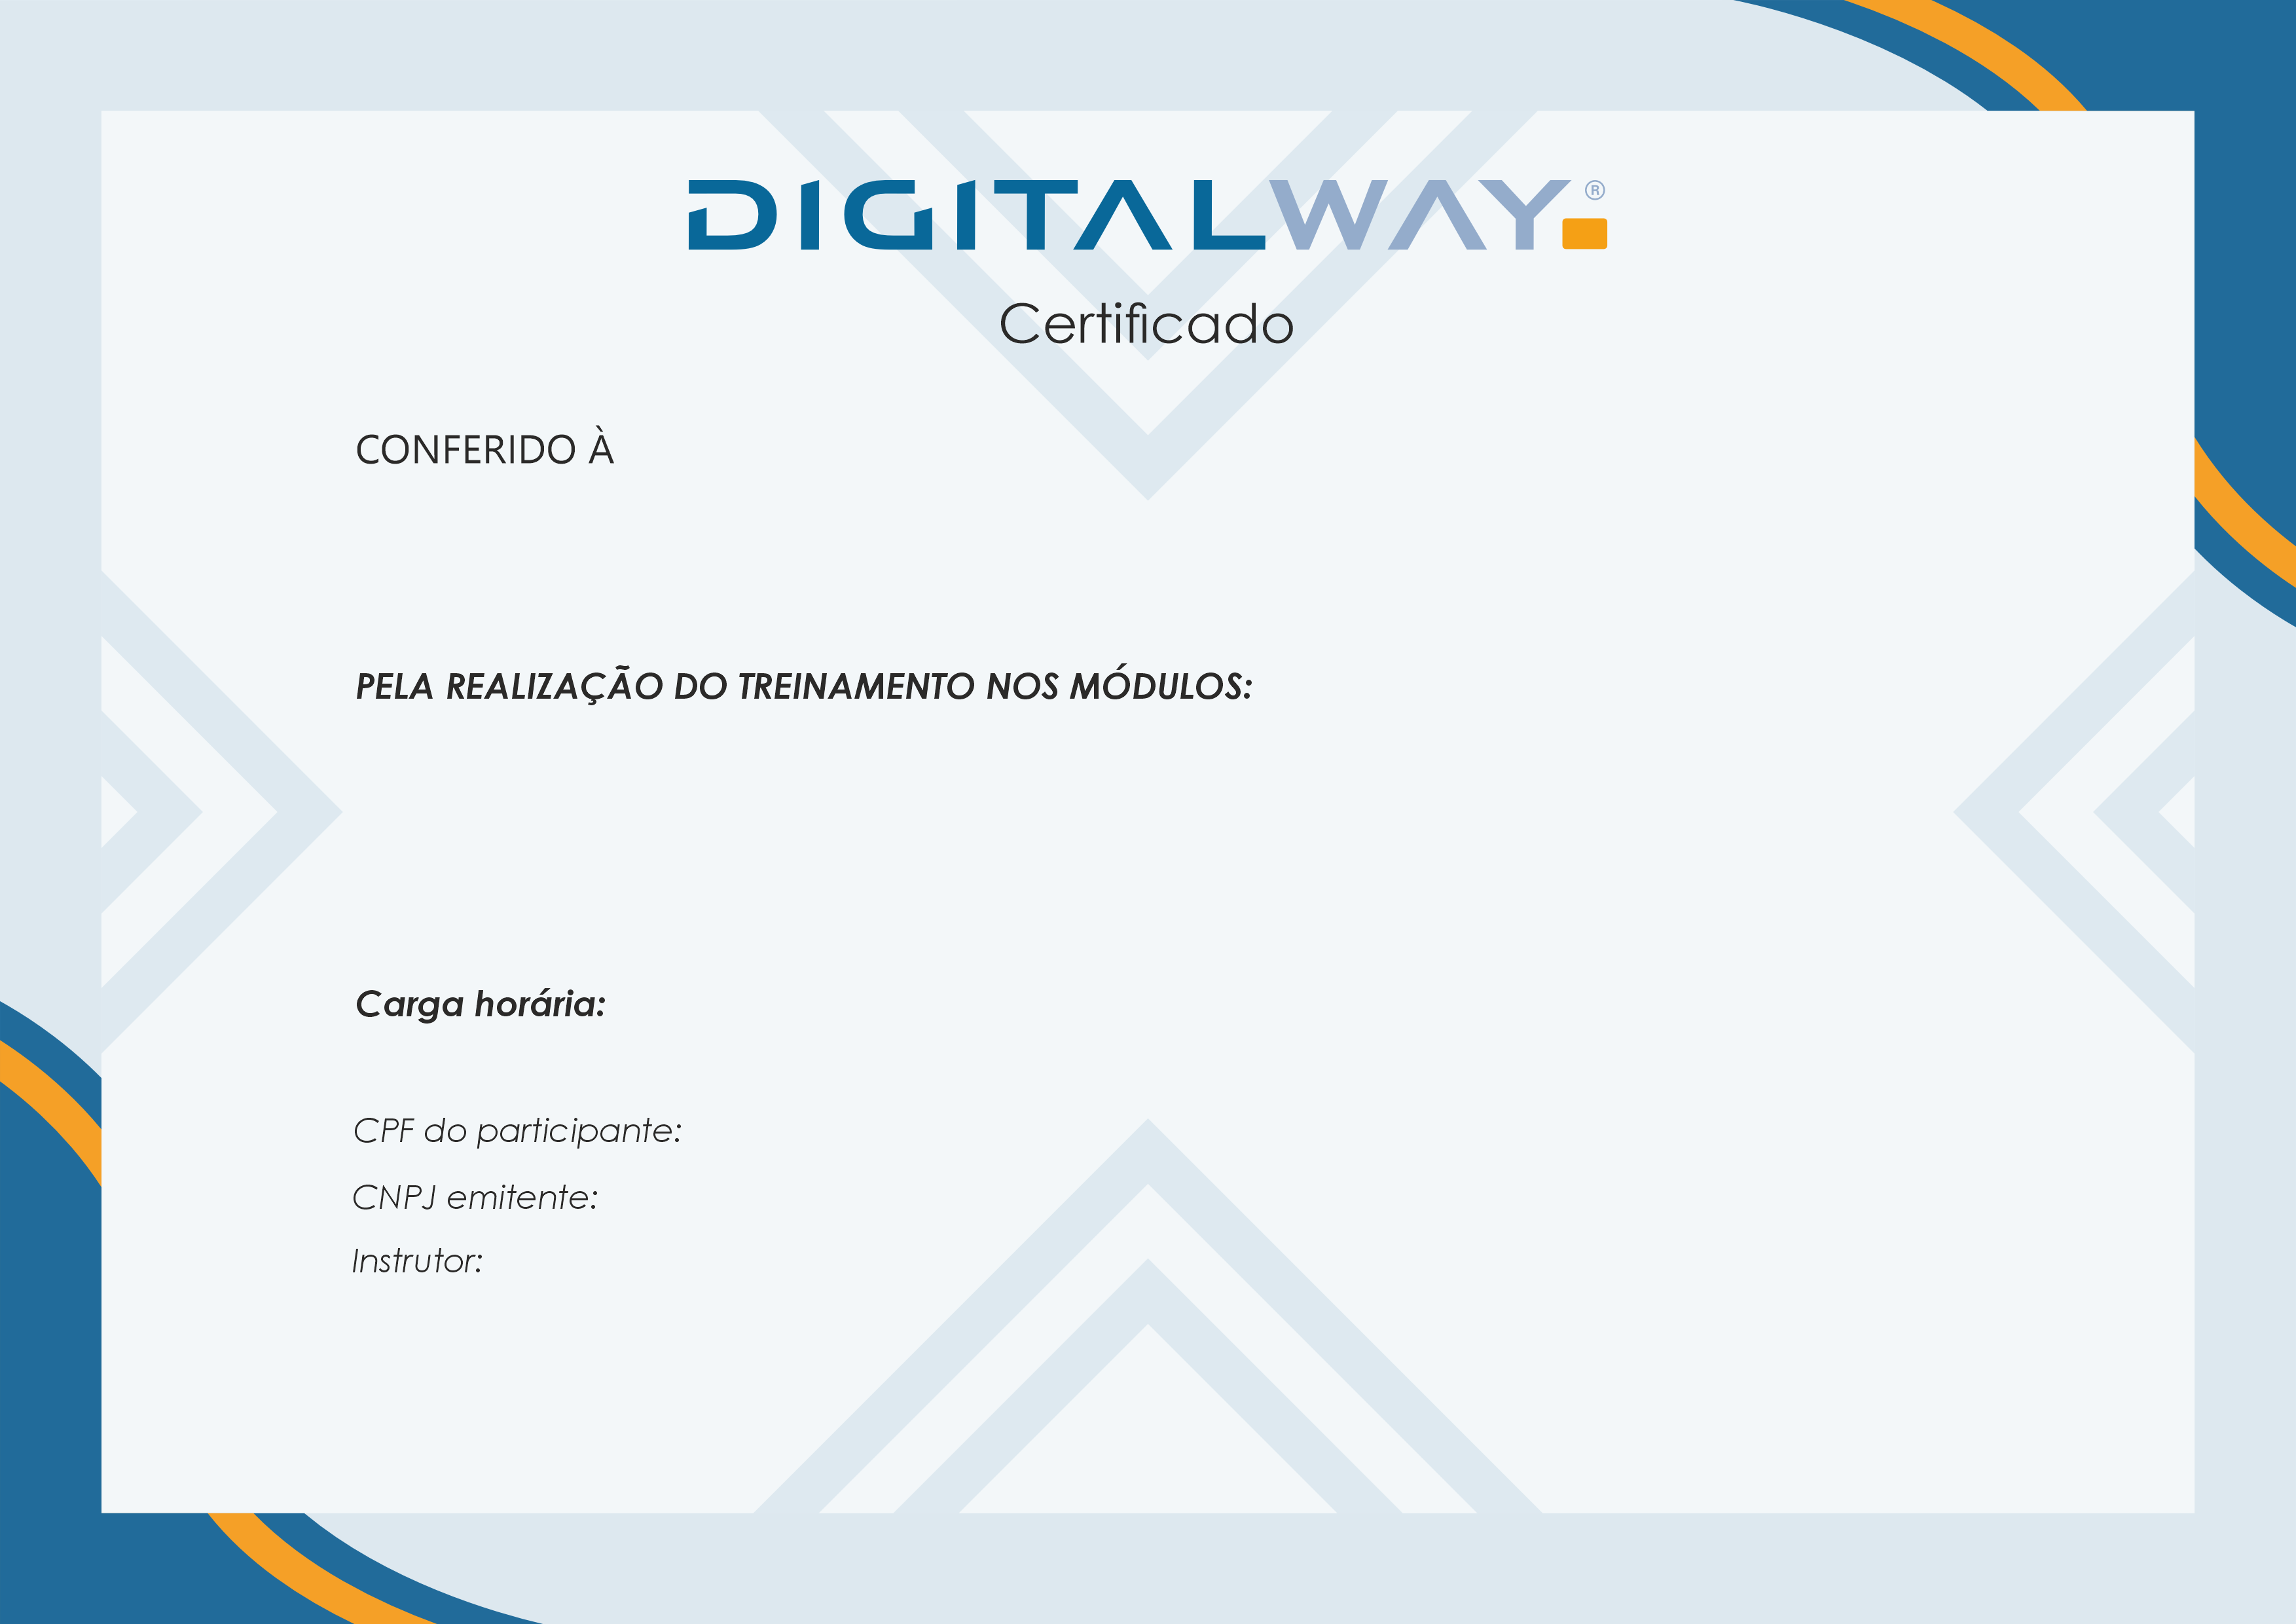 DIGITALWAY®
Certificado
CONFERIDO À
PELA REALIZAÇÃO DO TREINAMENTO NOS MÓDULOS:
Carga horária:
CPF do participante:
CNPJ emitente:
Instrutor: